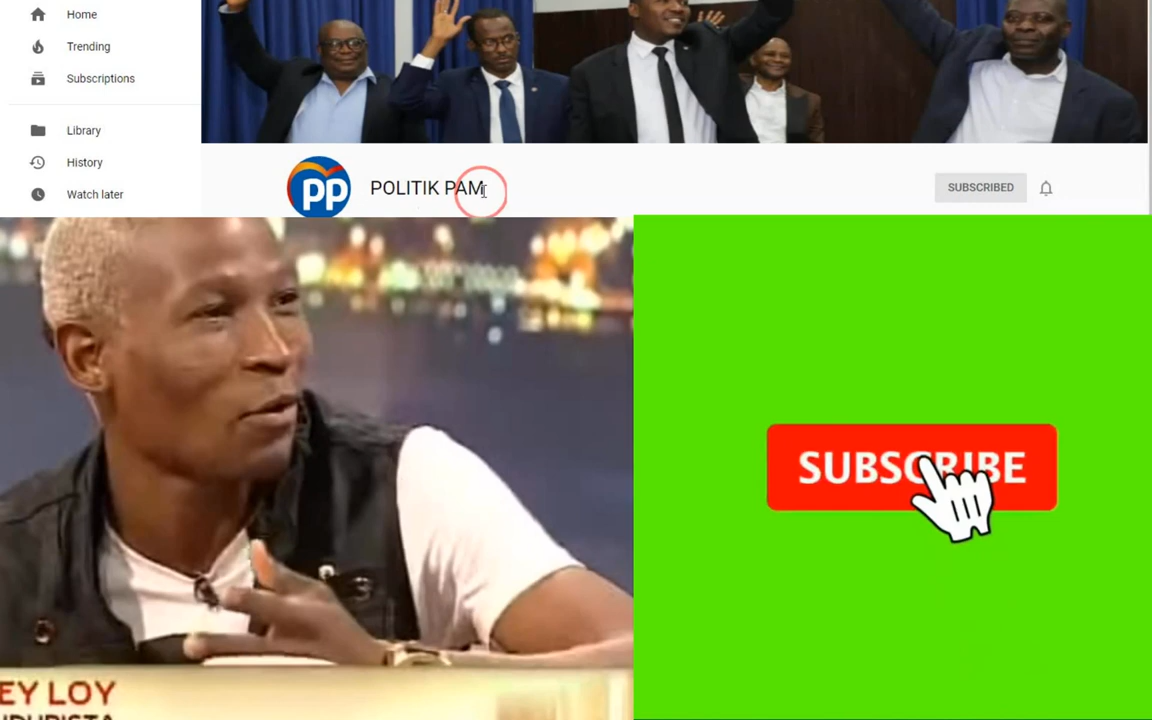 Home
Trending
Subscriptions
Library
History
Watch later
pp
POLITIK PAM
SUBSCRIBED
SUBSCRIBE
EY LOY